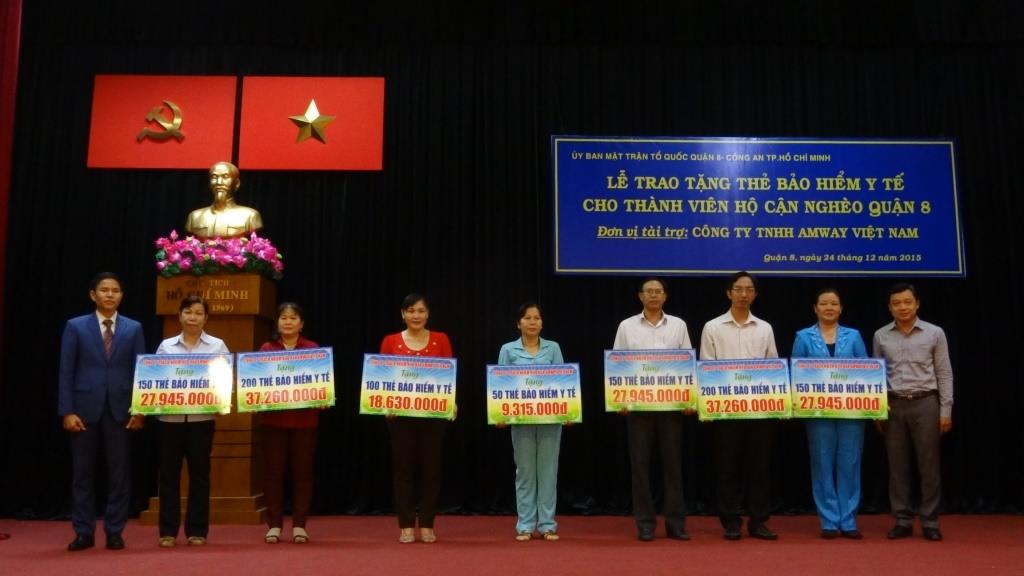 ỦY BAN MẶT TRẬN TỔ QUỐC QUẬN 8- CÔNG AN TP.HỒ CHÍ MINH
LỄ TRAO TẶNG THẺ BẢO HIỂM Y TẾ
CHO THÀNH VIÊN HỘ CẬN NGHÈO QUẬN 8
Đơn vị tài trợ: CÔNG TY TNHH AMWAY VIỆT NAM
Quận 8, ngày 24 tháng 12 năm 2015
CHỦ TỊCH
HỒ CHÍ MINH
1969)
Tặng
150 THẺ BẢO HIỂM Y TẾ
27.945.000đ
Tặng
200 THẺ BẢO HIỂM Y TẾ
37.260.000đ
Tặng
100 THẺ BẢO HIỂM Y TẾ
18.630.000đ
Tặng
50 THẺ BẢO HIỂM Y TẾ
9.315.000đ
Tặng
150 THẺ BẢO HIỂM Y TẾ
27.945.000đ
Tặng
200 THẺ BẢO HIỂM Y TẾ
37.260.000đ
Tặng
150 THẺ BẢO HIỂM Y TẾ
27.945.000đ